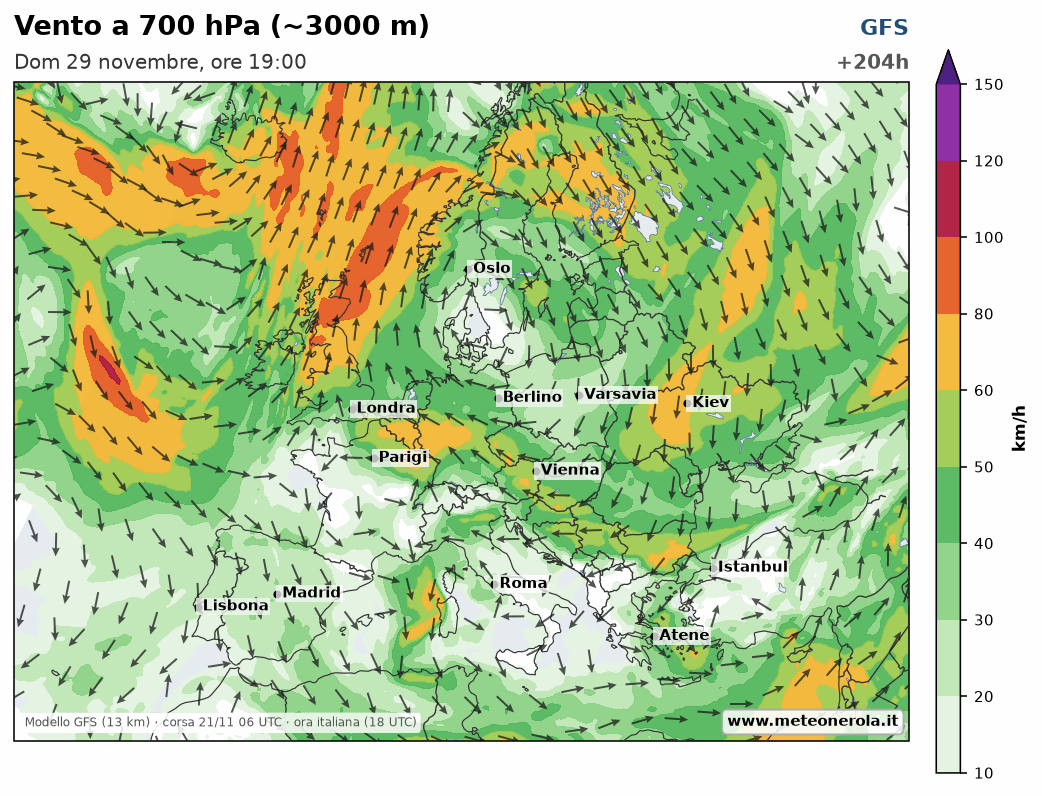 Vento a 700 hPa (~3000 m)
GFS
Dom 29 novembre, ore 19:00
+204h
150
120
100
80
60
50
40
30
20
10
km/h
Oslo
Berlino
Varsavia
Kiev
Londra
Parigi
Vienna
Istanbul
Roma
Madrid
Lisbona
Atene
Modello GFS (13 km) · corsa 21/11 06 UTC · ora italiana (18 UTC)
www.meteonerola.it